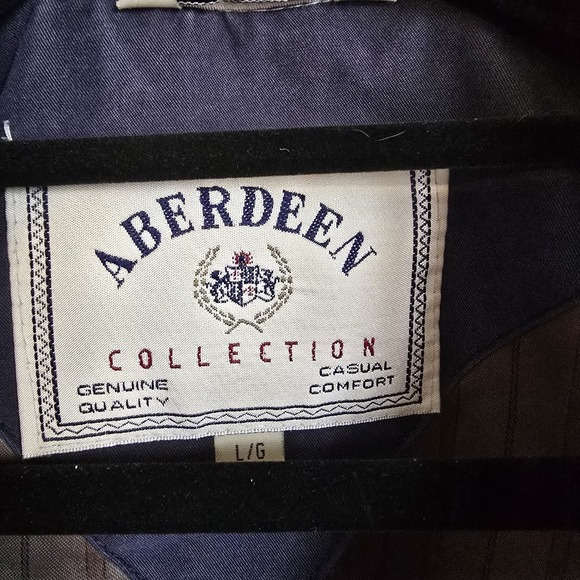 ABERDEEN
COLLECTION
GENUINE QUALITY
CASUAL COMFORT
L/G